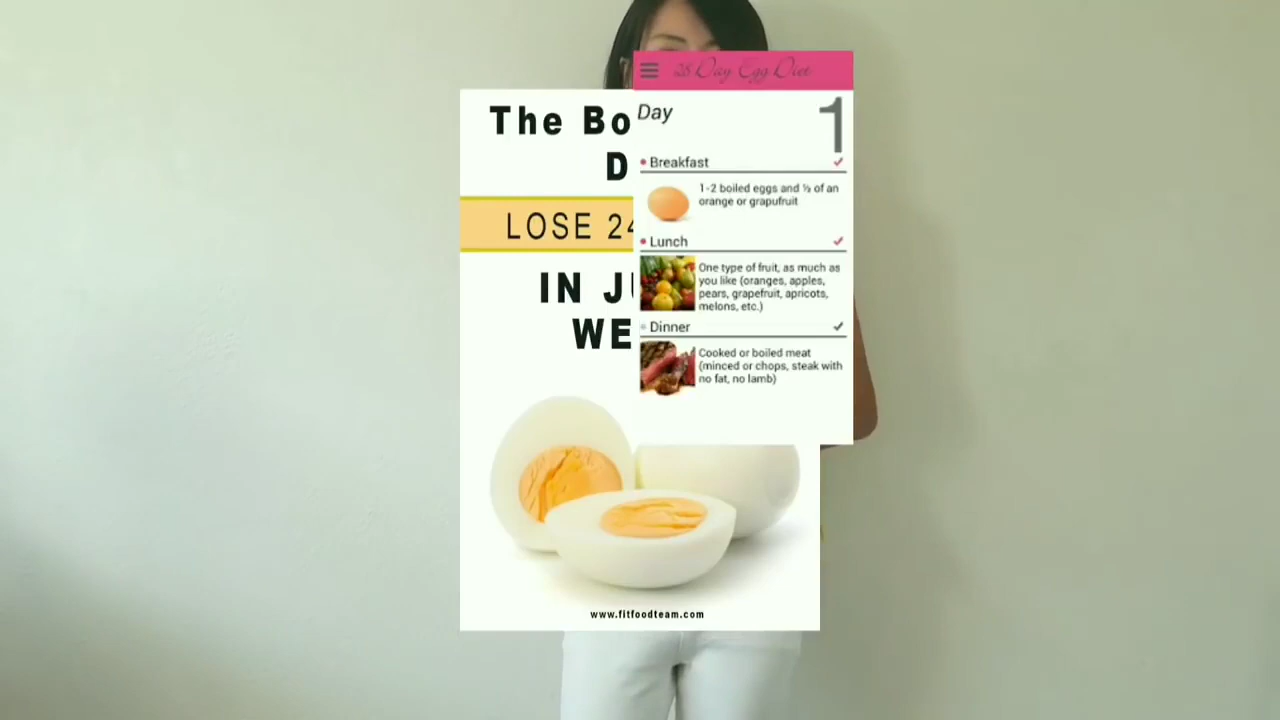 The Bo
D
LOSE 24
IN JU
WE
www.fitfoodteam.com
28 Day Egg Diet
Day 1
Breakfast
1-2 boiled eggs and ½ of an
orange or grapufruit
Lunch
One type of fruit, as much as
you like (oranges, apples,
pears, grapefruit, apricots,
melons, etc.)
Dinner
Cooked or boiled meat
(minced or chops, steak with
no fat, no lamb)